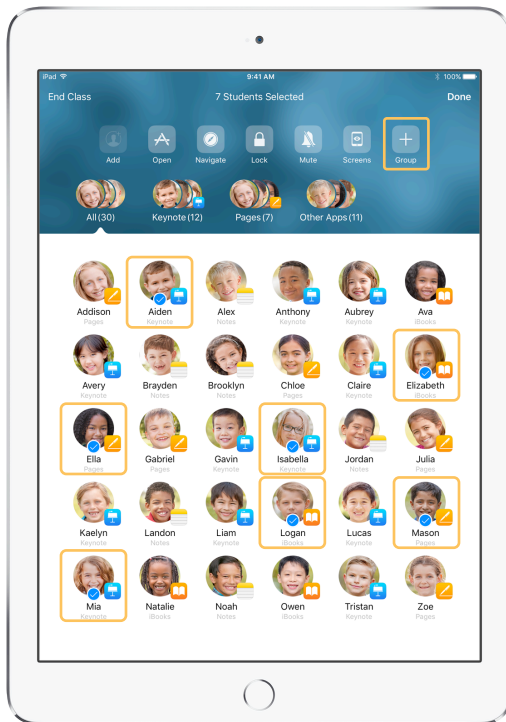 iPad 9:41 AM 100%
End Class 7 Students Selected Done
Add Open Navigate Lock Mute Screens Group
All (30) Keynote (12) Pages (7) Other Apps (11)
Addison Aiden Alex Anthony Aubrey Ava
Pages Keynote Notes Keynote Keynote iBooks
Avery Brayden Brooklyn Chloe Claire Elizabeth
Keynote Notes Notes Pages Keynote iBooks
Ella Gabriel Gavin Isabella Jordan Julia
Pages Pages Keynote Keynote Notes Pages
Kaelyn Landon Liam Logan Lucas Mason
Keynote Notes Keynote iBooks Keynote Pages
Mia Natalie Noah Owen Tristan Zoe
Keynote iBooks Notes iBooks Keynote Pages